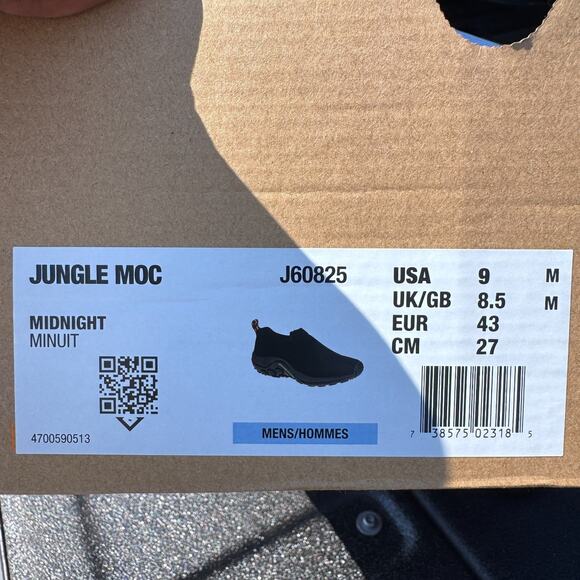 JUNGLE MOC J60825 USA 9 M
UK/GB 8.5 M
MIDNIGHT EUR 43
MINUIT CM 27
4700590513 MENS/HOMMES 7 38575 02318 5